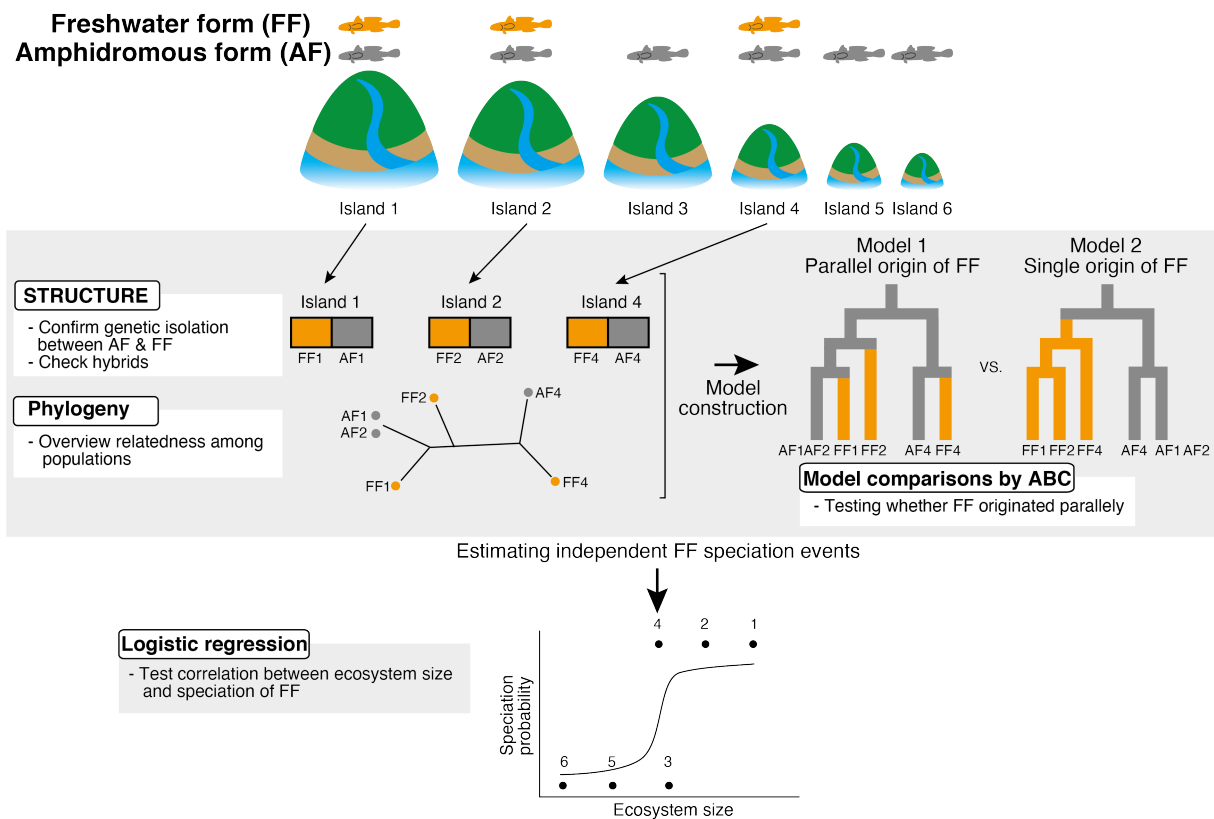 Freshwater form (FF)
Amphidromous form (AF)
Island 1
Island 2
Island 3
Island 4
Island 5
Island 6
STRUCTURE
- Confirm genetic isolation
between AF & FF
- Check hybrids
Phylogeny
- Overview relatedness among
populations
Island 1
Island 2
Island 4
FF1
AF1
FF2
AF2
FF4
AF4
FF2
AF4
AF1
AF2
FF1
FF4
Model
construction
Model 1
Parallel origin of FF
vs.
Model 2
Single origin of FF
AF1 AF2 FF1 FF2
AF4 FF4
FF1 FF2 FF4
AF4
AF1 AF2
Model comparisons by ABC
- Testing whether FF originated parallely
Estimating independent FF speciation events
Logistic regression
- Test correlation between ecosystem size
and speciation of FF
4
2
1
6
5
3
Speciation
probability
Ecosystem size